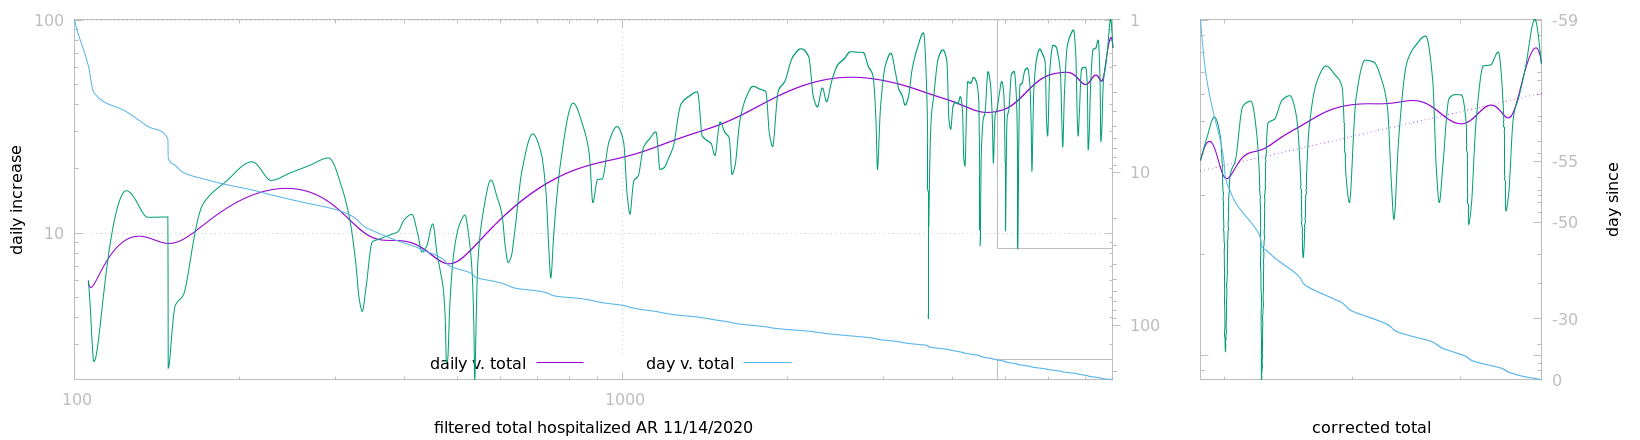 100
10
daily increase
100
1000
filtered total hospitalized AR 11/14/2020
daily v. total
day v. total
1
10
100
-59
-55
-50
-30
0
day since
corrected total